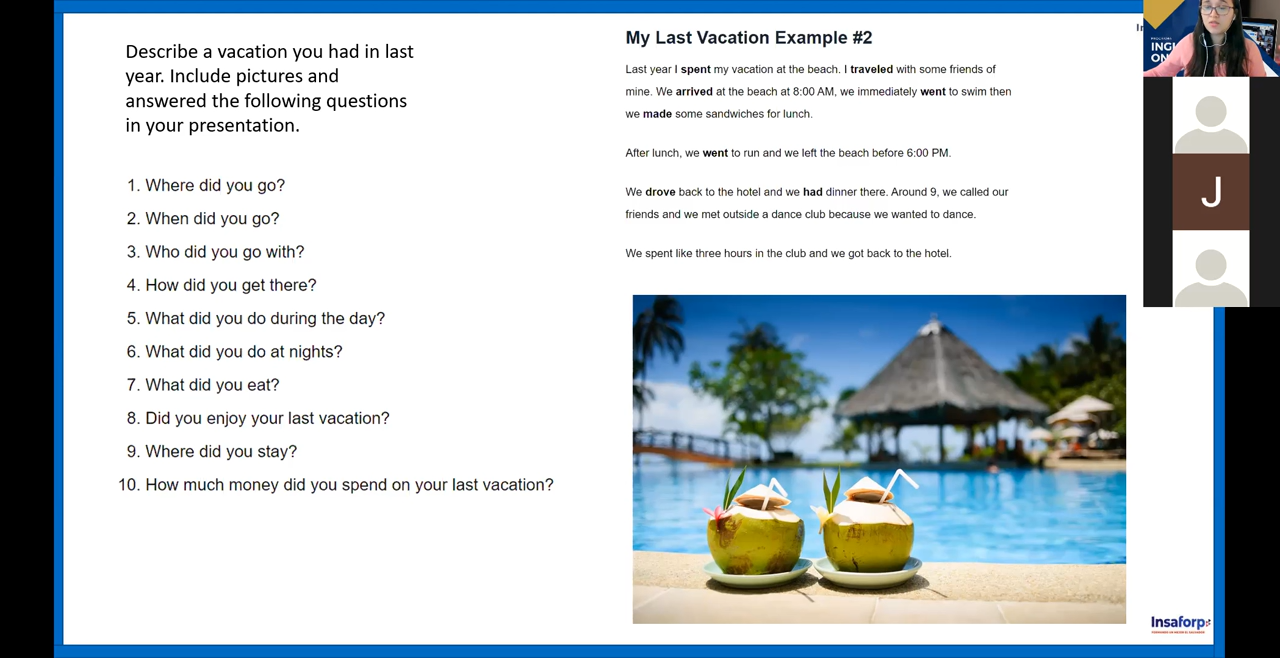 Describe a vacation you had in last
year. Include pictures and
answered the following questions
in your presentation.
1. Where did you go?
2. When did you go?
3. Who did you go with?
4. How did you get there?
5. What did you do during the day?
6. What did you do at nights?
7. What did you eat?
8. Did you enjoy your last vacation?
9. Where did you stay?
10. How much money did you spend on your last vacation?
My Last Vacation Example #2
Last year I spent my vacation at the beach. I traveled with some friends of
mine. We arrived at the beach at 8:00 AM, we immediately went to swim then
we made some sandwiches for lunch.
After lunch, we went to run and we left the beach before 6:00 PM.
We drove back to the hotel and we had dinner there. Around 9, we called our
friends and we met outside a dance club because we wanted to dance.
We spent like three hours in the club and we got back to the hotel.
J
Insaforp